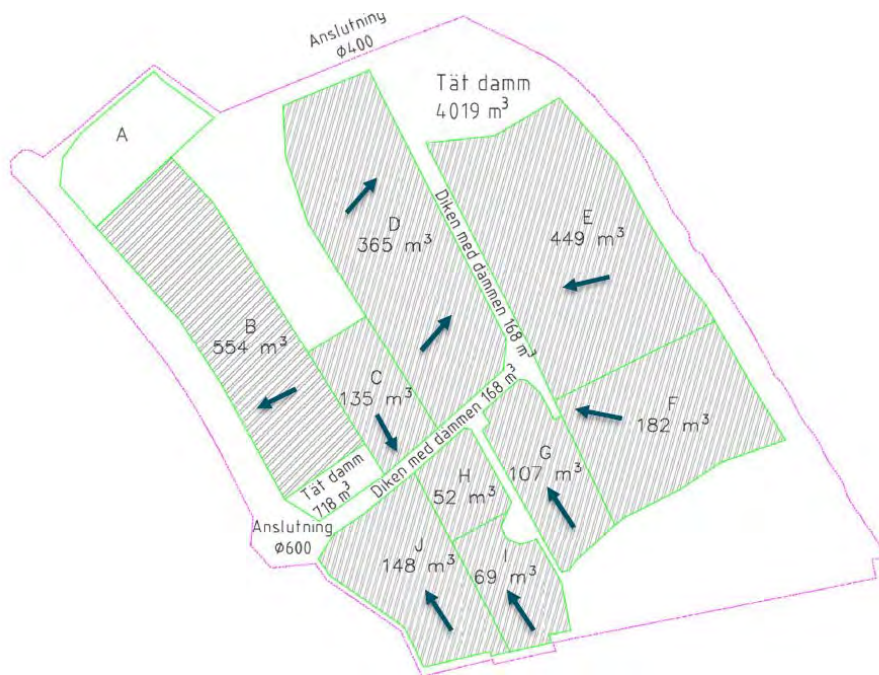 Anslutning
ø400
Tät damm
4019 m³
A
D
365 m³
Diken med dammen 168 m³
E
449 m³
B
554 m³
C
135 m³
Diken med dammen 168 m³
F
182 m³
G
107 m³
Tät damm
718 m³
H
52 m³
Anslutning
ø600
J
148 m³
I
69 m³